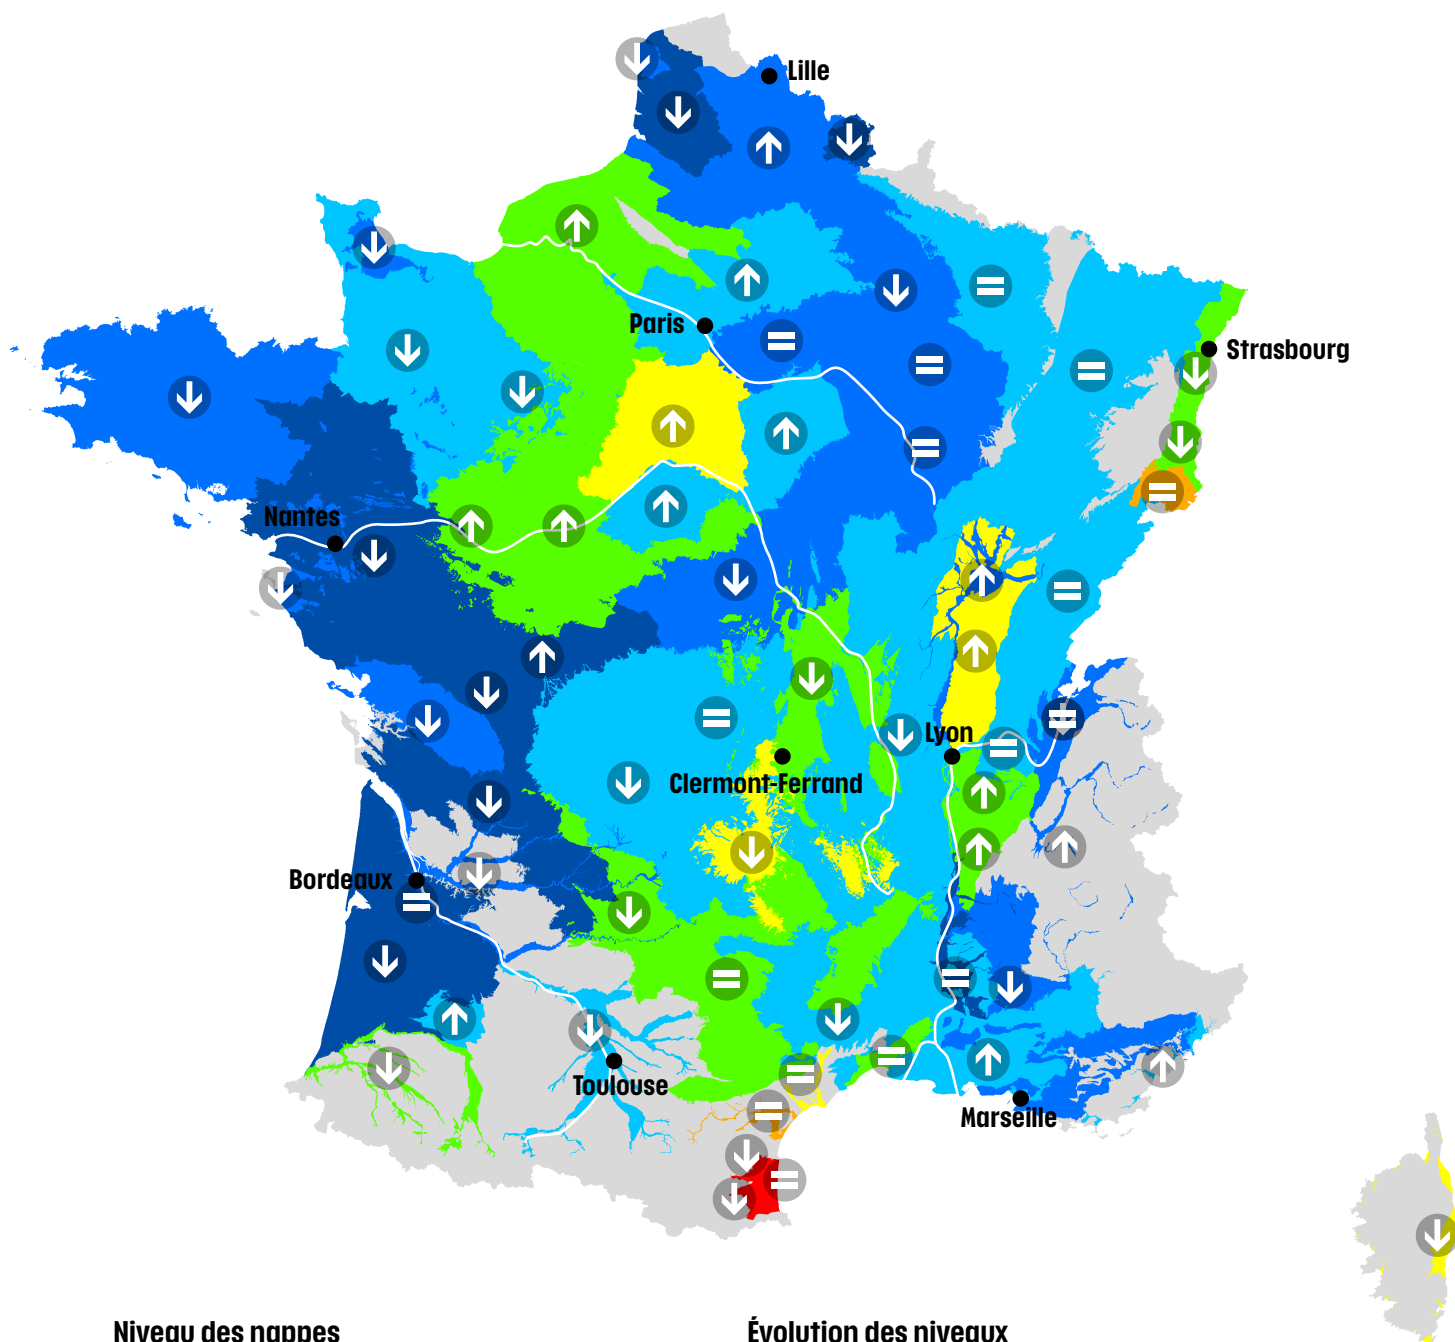 Lille
Paris
Strasbourg
Nantes
Lyon
Clermont-Ferrand
Bordeaux
Toulouse
Marseille
Niveau des nappes
Évolution des niveaux